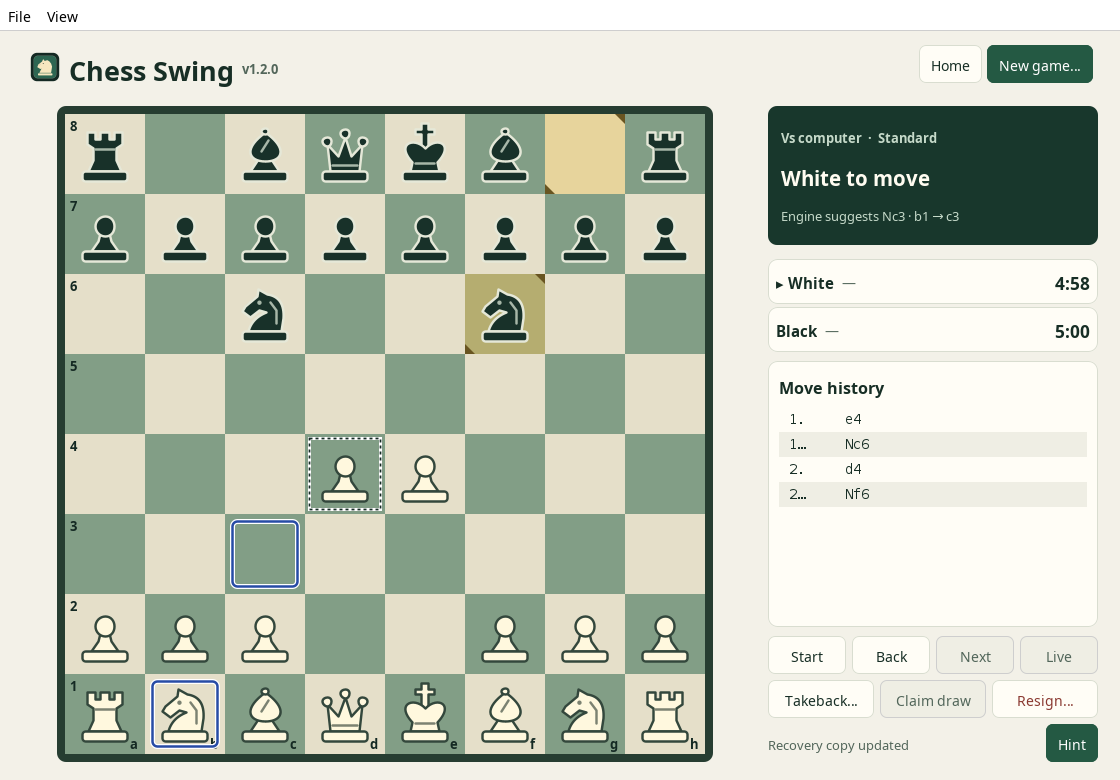 File View
Chess Swing v1.2.0
Home New game...
8
7
6
5
4
3
2
1
a c d e f g h
Vs computer · Standard
White to move
Engine suggests Nc3 · b1 → c3
▸ White — 4:58
Black — 5:00
Move history
1. e4
1… Nc6
2. d4
2… Nf6
Start Back Next Live
Takeback... Claim draw Resign...
Recovery copy updated Hint